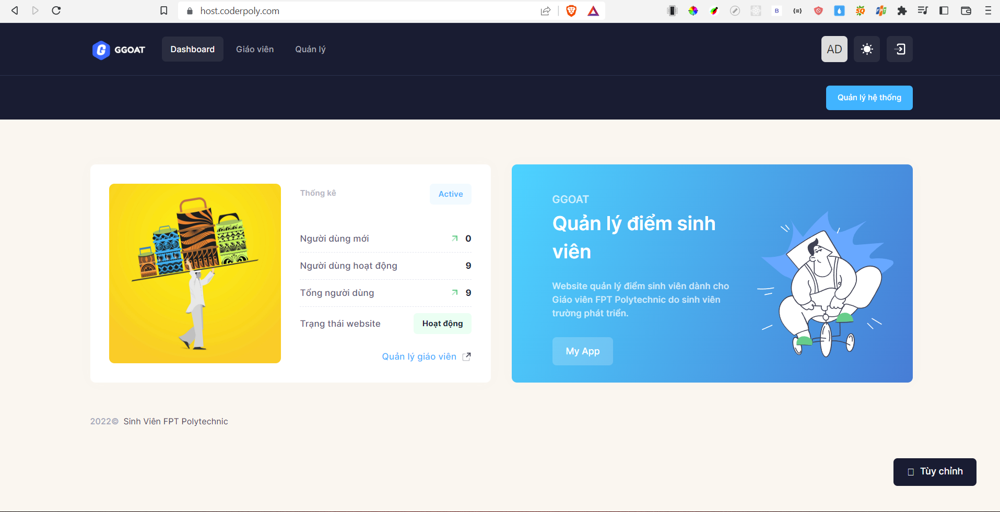 host.coderpoly.com
GGOAT
Dashboard
Giáo viên
Quản lý
AD
Quản lý hệ thống
Thống kê
Active
Người dùng mới
0
Người dùng hoạt động
9
Tổng người dùng
9
Trạng thái website
Hoạt động
Quản lý giáo viên
GGOAT
Quản lý điểm sinh
viên
Website quản lý điểm sinh viên dành cho
Giáo viên FPT Polytechnic do sinh viên
trường phát triển.
My App
2022© Sinh Viên FPT Polytechnic
Tùy chỉnh